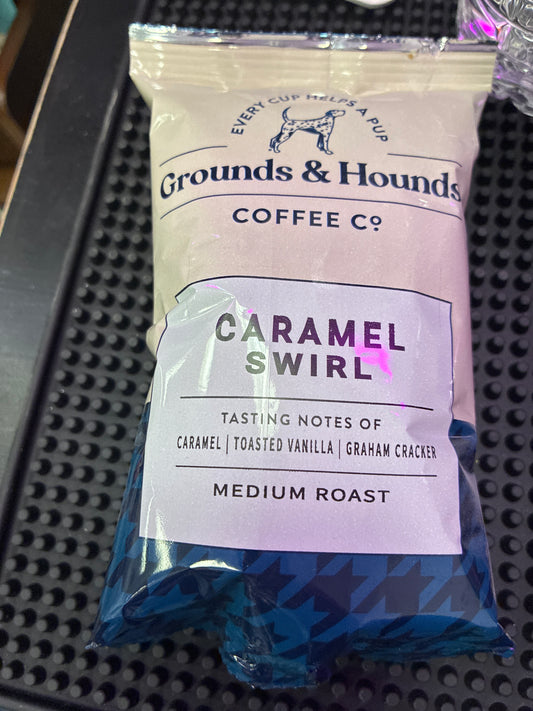 EVERY CUP HELPS A PUP
Grounds & Hounds
COFFEE Cº
CARAMEL
SWIRL
TASTING NOTES OF
CARAMEL | TOASTED VANILLA | GRAHAM CRACKER
MEDIUM ROAST